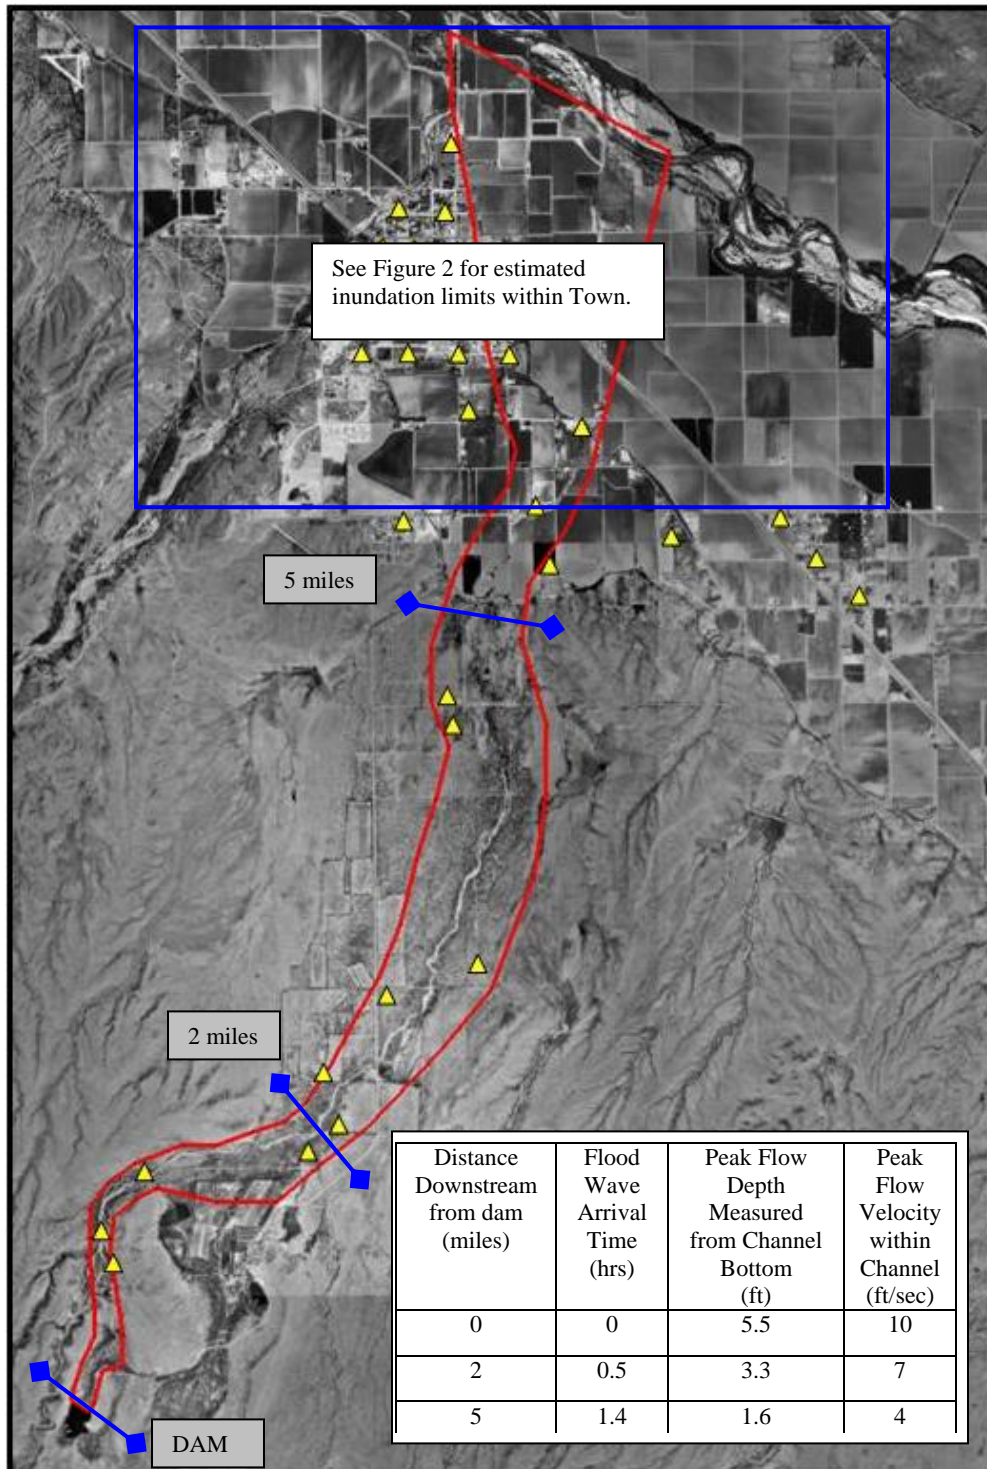 See Figure 2 for estimated
inundation limits within Town.
5 miles
2 miles
DAM
Distance
Downstream
from dam
(miles)
Flood
Wave
Arrival
Time
(hrs)
Peak Flow
Depth
Measured
from Channel
Bottom
(ft)
Peak
Flow
Velocity
within
Channel
(ft/sec)
0 0 5.5 10
2 0.5 3.3 7
5 1.4 1.6 4